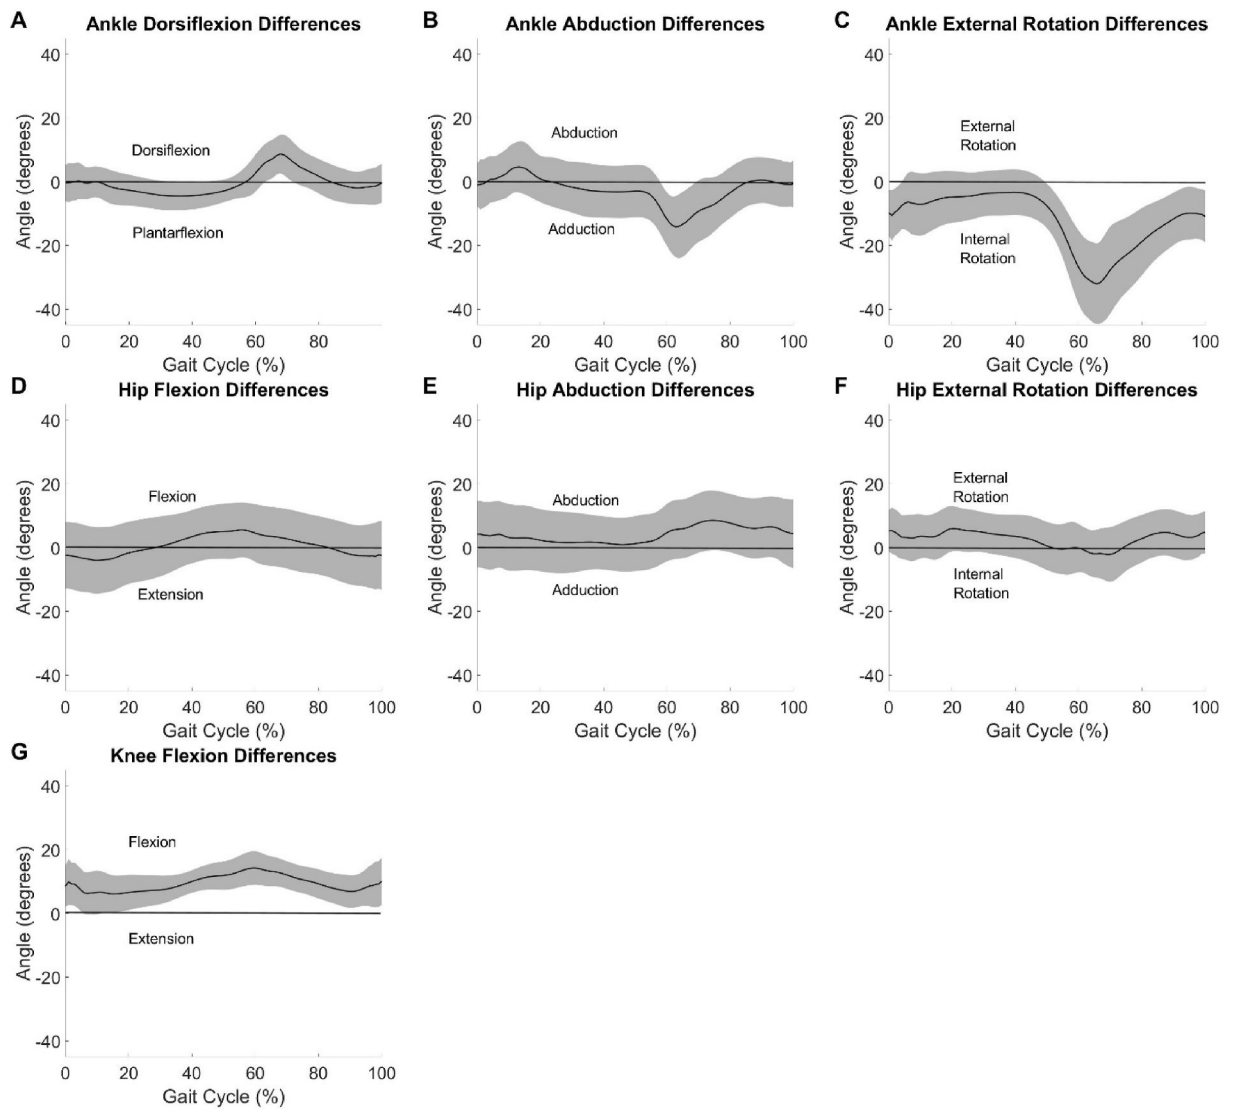 A
Ankle Dorsiflexion Differences
40
20
0
-20
-40
Angle (degrees)
Dorsiflexion
Plantarflexion
0 20 40 60 80
Gait Cycle (%)
B
Ankle Abduction Differences
40
20
0
-20
-40
Angle (degrees)
Abduction
Adduction
0 20 40 60 80 100
Gait Cycle (%)
C
Ankle External Rotation Differences
40
20
0
-20
-40
Angle (degrees)
External
Rotation
Internal
Rotation
0 20 40 60 80 100
Gait Cycle (%)
D
Hip Flexion Differences
40
20
0
-20
-40
Angle (degrees)
Flexion
Extension
0 20 40 60 80 100
Gait Cycle (%)
E
Hip Abduction Differences
40
20
0
-20
-40
Angle (degrees)
Abduction
Adduction
0 20 40 60 80 100
Gait Cycle (%)
F
Hip External Rotation Differences
40
20
0
-20
-40
Angle (degrees)
External
Rotation
Internal
Rotation
0 20 40 60 80 100
Gait Cycle (%)
G
Knee Flexion Differences
40
20
0
-20
-40
Angle (degrees)
Flexion
Extension
0 20 40 60 80 100
Gait Cycle (%)